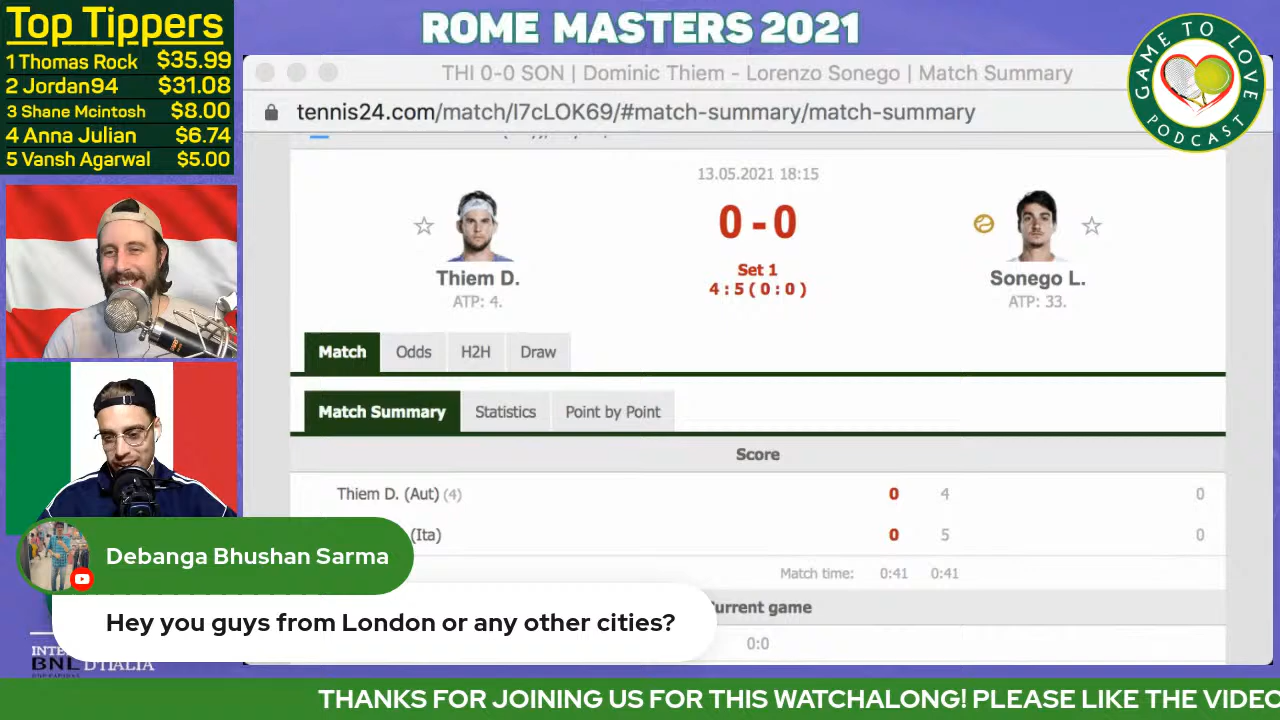 Top Tippers
1 Thomas Rock $35.99
2 Jordan94 $31.08
3 Shane Mcintosh $8.00
4 Anna Julian $6.74
5 Vansh Agarwal $5.00
ROME MASTERS 2021
GAME TO LOVE
PODCAST
THI 0-0 SON | Dominic Thiem - Lorenzo Sonego | Match Summary
tennis24.com/match/I7cLOK69/#match-summary/match-summary
13.05.2021 18:15
0 - 0
Set 1
4 : 5 ( 0 : 0 )
Thiem D.
ATP: 4.
Sonego L.
ATP: 33.
Match Odds H2H Draw
Match Summary Statistics Point by Point
Score
Thiem D. (Aut) (4) 0 4 0
(Ita) 0 5 0
Match time: 0:41 0:41
urrent game
0:0
Debanga Bhushan Sarma
Hey you guys from London or any other cities?
INTE
BNL D'ITALIA
THANKS FOR JOINING US FOR THIS WATCHALONG! PLEASE LIKE THE VIDEO